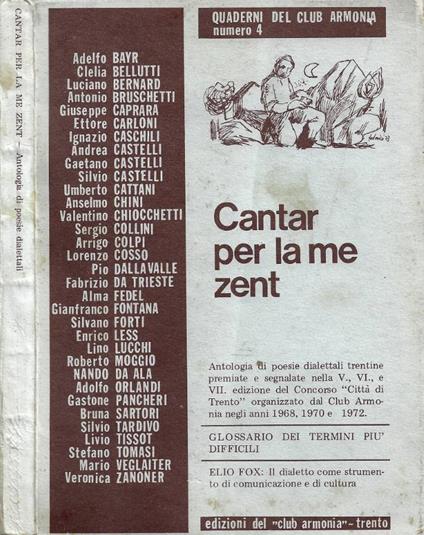 CANTAR PER LA ME ZENT - Antologia di poesie dialettali
QUADERNI DEL CLUB ARMONIA
numero 4
Adelfo BAYR
Clelia BELLUTTI
Luciano BERNARD
Antonio BRUSCHETTI
Giuseppe CAPRARA
Ettore CARLONI
Ignazio CASCHILI
Andrea CASTELLI
Gaetano CASTELLI
Silvio CASTELLI
Umberto CATTANI
Anselmo CHINI
Valentino CHIOCCHETTI
Sergio COLLINI
Arrigo COLPI
Lorenzo COSSO
Pio DALLAVALLE
Fabrizio DA TRIESTE
Alma FEDEL
Gianfranco FONTANA
Silvano FORTI
Enrico LESS
Lino LUCCHI
Roberto MOGGIO
NANDO DA ALA
Adolfo ORLANDI
Gastone PANCHERI
Bruna SARTORI
Silvio TARDIVO
Livio TISSOT
Stefano TOMASI
Mario VEGLAITER
Veronica ZANONER
Cantar
per la me
zent
Antologia di poesie dialettali trentine
premiate e segnalate nella V., VI., e
VII. edizione del Concorso "Città di
Trento" organizzato dal Club Armo-
nia negli anni 1968, 1970 e 1972.
GLOSSARIO DEI TERMINI PIU'
DIFFICILI
ELIO FOX: Il dialetto come strumen-
to di comunicazione e di cultura
edizioni del "club armonia" - trento